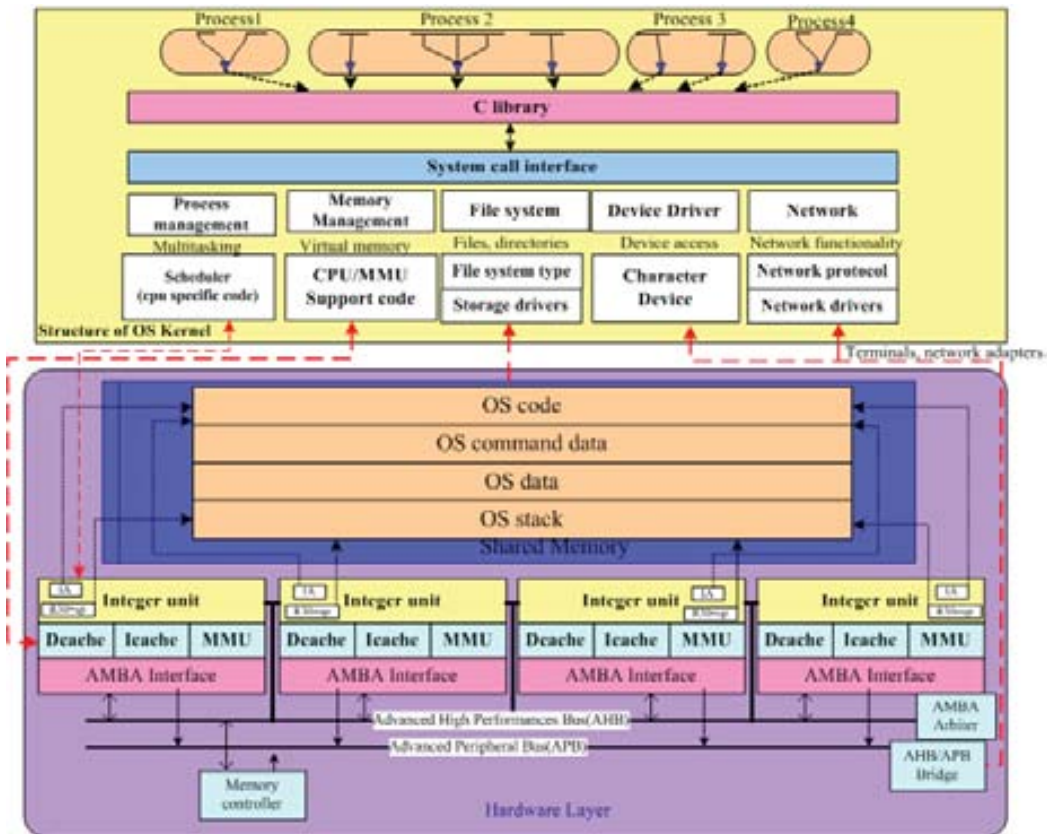 Process1
Process 2
Process 3
Process4
C library
System call interface
Process management
Memory Management
File system
Device Driver
Network
Multitasking
Virtual memory
Files, directories
Device access
Network functionality
Scheduler
(cpu specific code)
CPU/MMU
Support code
File system type
Storage drivers
Character
Device
Network protocol
Network drivers
Structure of OS Kernel
Terminals, network adapters
OS code
OS command data
OS data
OS stack
Shared Memory
Integer unit
Integer unit
Integer unit
Integer unit
Dcache Icache MMU
Dcache Icache MMU
Dcache Icache MMU
Dcache Icache MMU
AMBA Interface
AMBA Interface
AMBA Interface
AMBA Interface
Advanced High Performances Bus(AHB)
AMBA
Arbiter
Advanced Peripheral Bus(APB)
AHB/APB
Bridge
Memory
controller
Hardware Layer